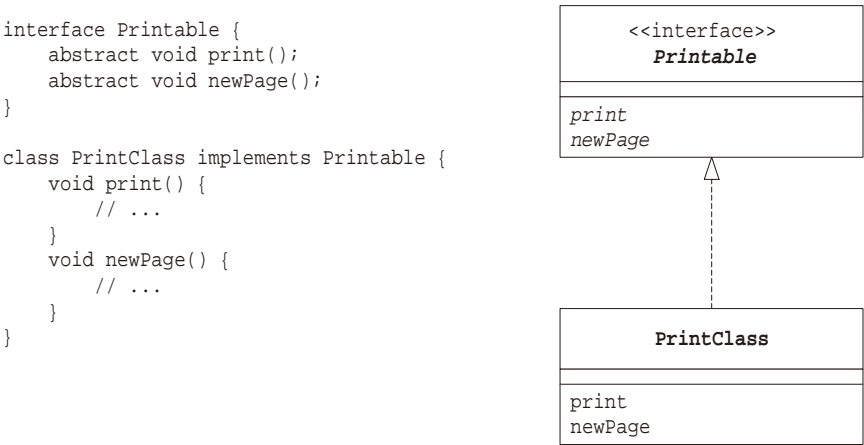 interface Printable {
    abstract void print();
    abstract void newPage();
}
class PrintClass implements Printable {
    void print() {
        // ...
    }
    void newPage() {
        // ...
    }
}
<<interface>>
Printable
print
newPage
PrintClass
print
newPage